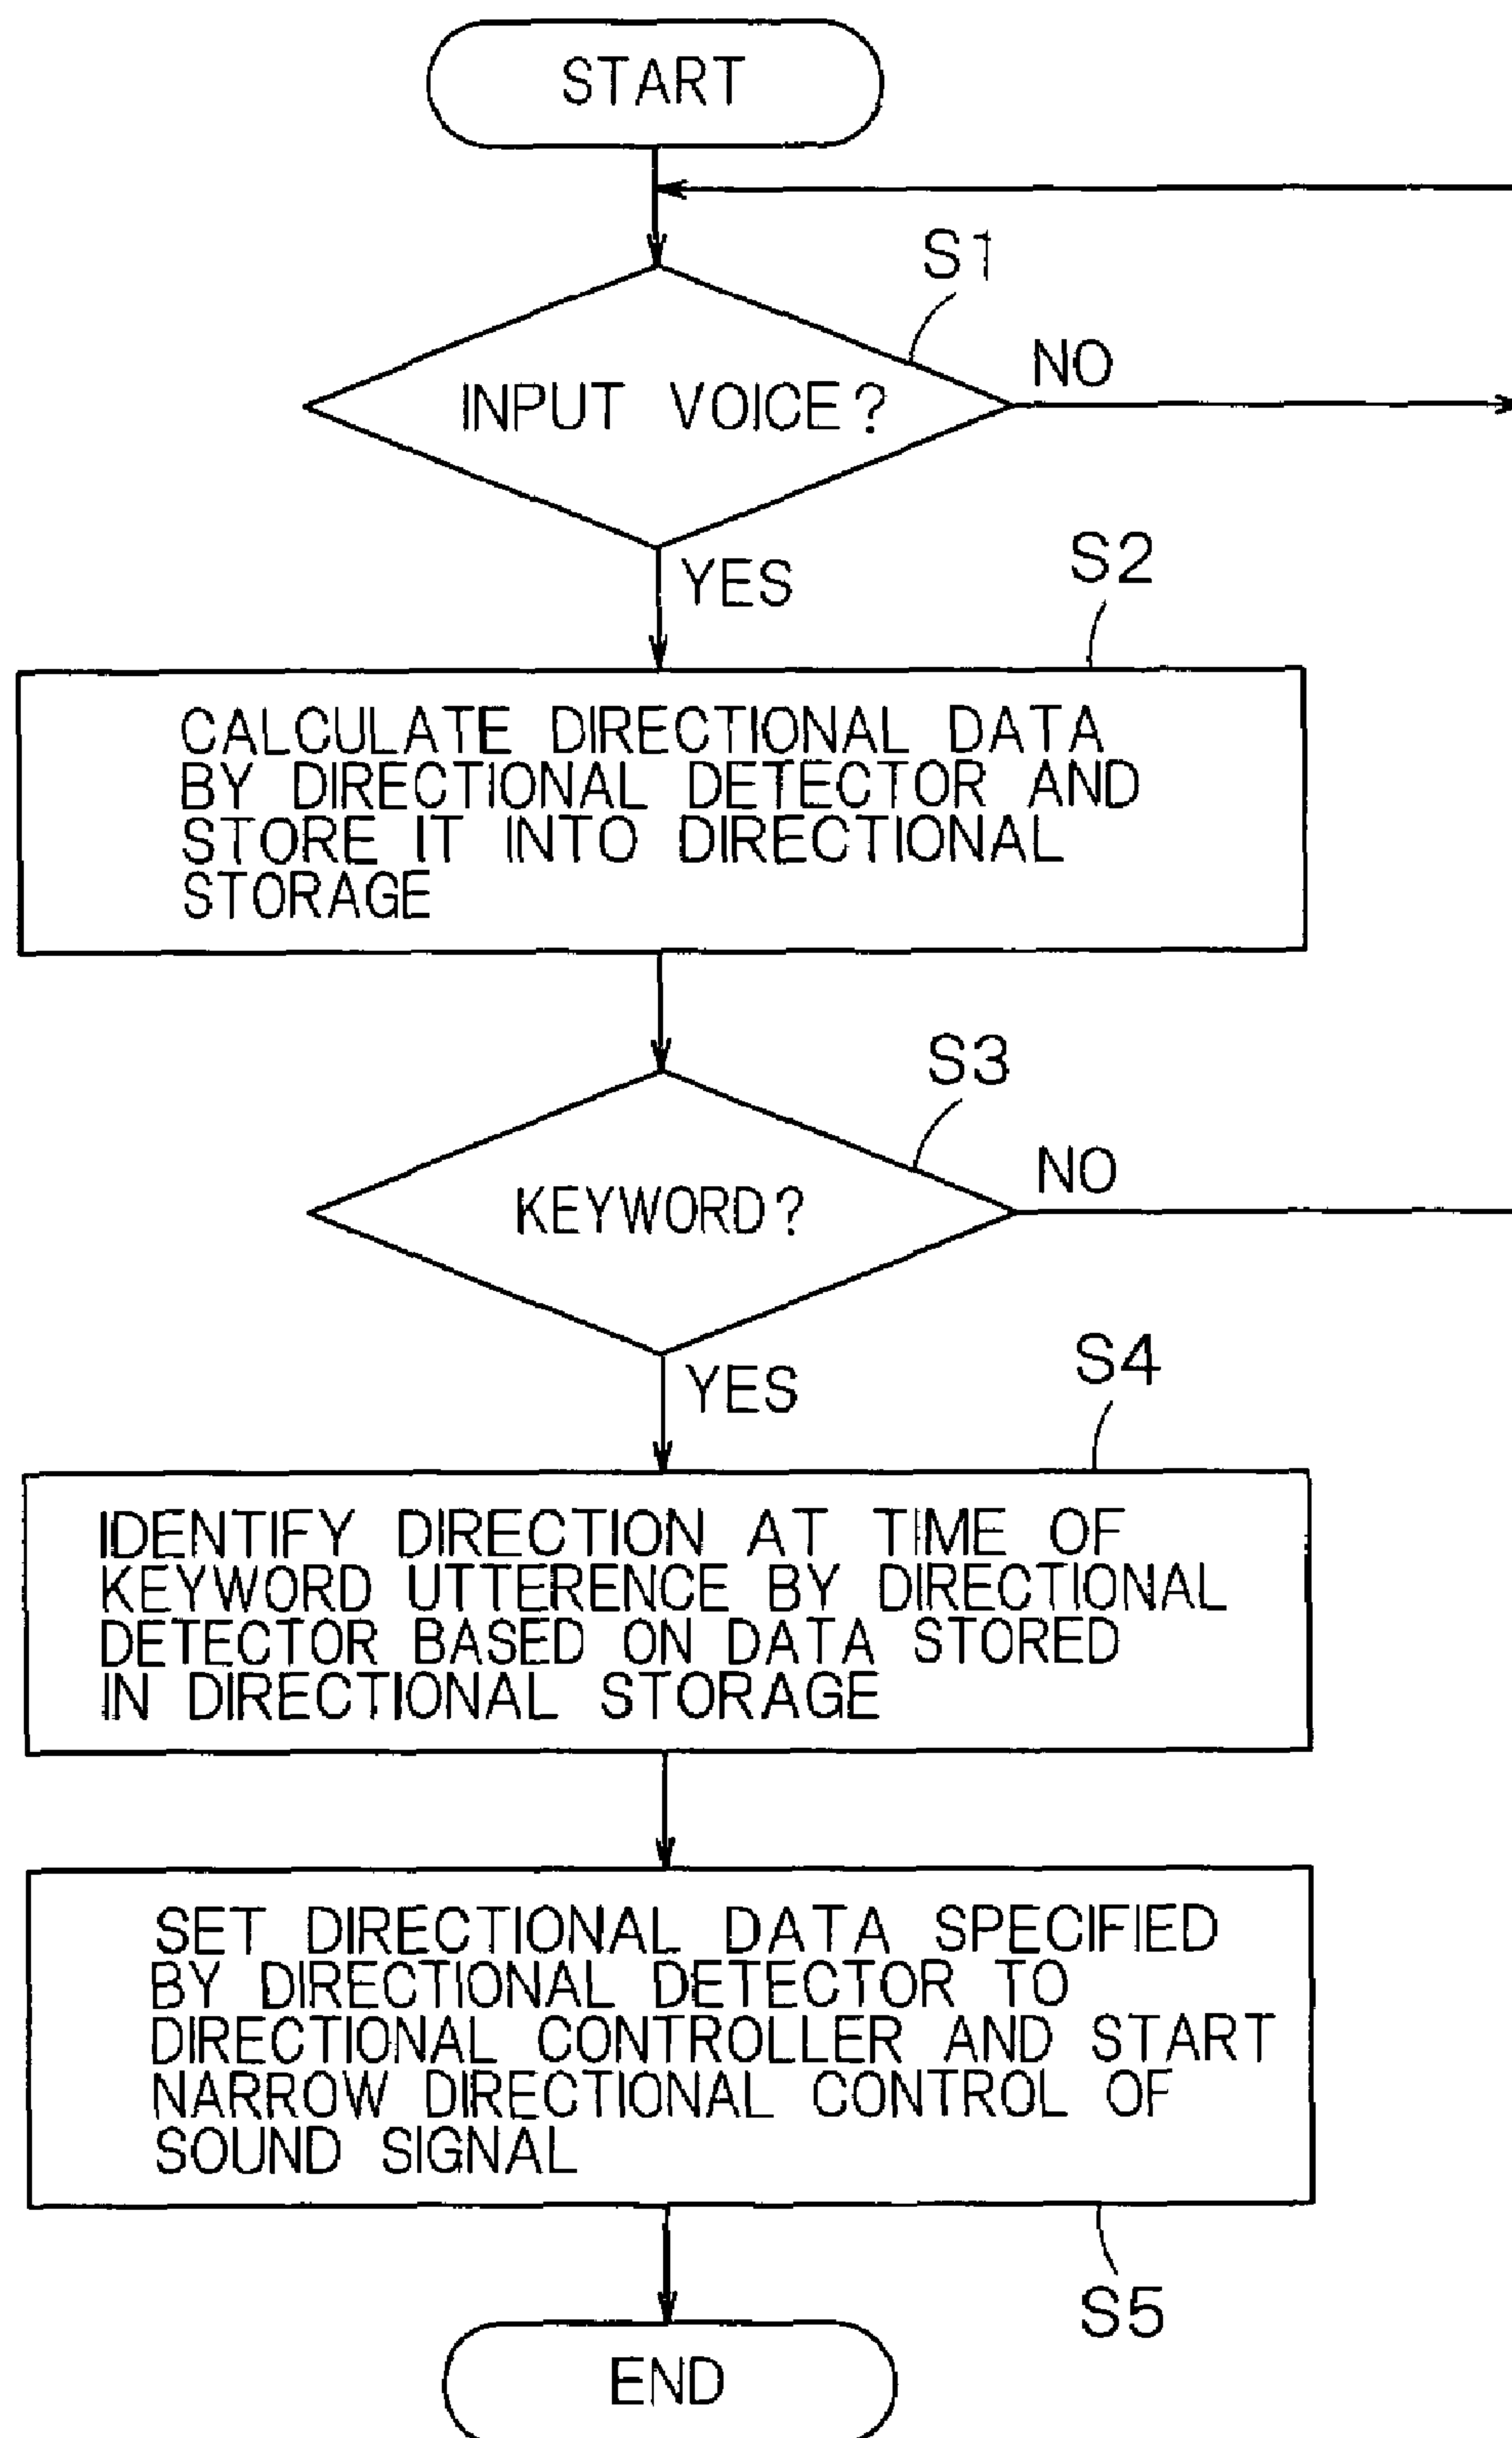 START
S1
INPUT VOICE?
NO
YES
S2
CALCULATE DIRECTIONAL DATA
BY DIRECTIONAL DETECTOR AND
STORE IT INTO DIRECTIONAL
STORAGE
S3
KEYWORD?
NO
YES
S4
IDENTIFY DIRECTION AT TIME OF
KEYWORD UTTERENCE BY DIRECTIONAL
DETECTOR BASED ON DATA STORED
IN DIRECTIONAL STORAGE
SET DIRECTIONAL DATA SPECIFIED
BY DIRECTIONAL DETECTOR TO
DIRECTIONAL CONTROLLER AND START
NARROW DIRECTIONAL CONTROL OF
SOUND SIGNAL
S5
END